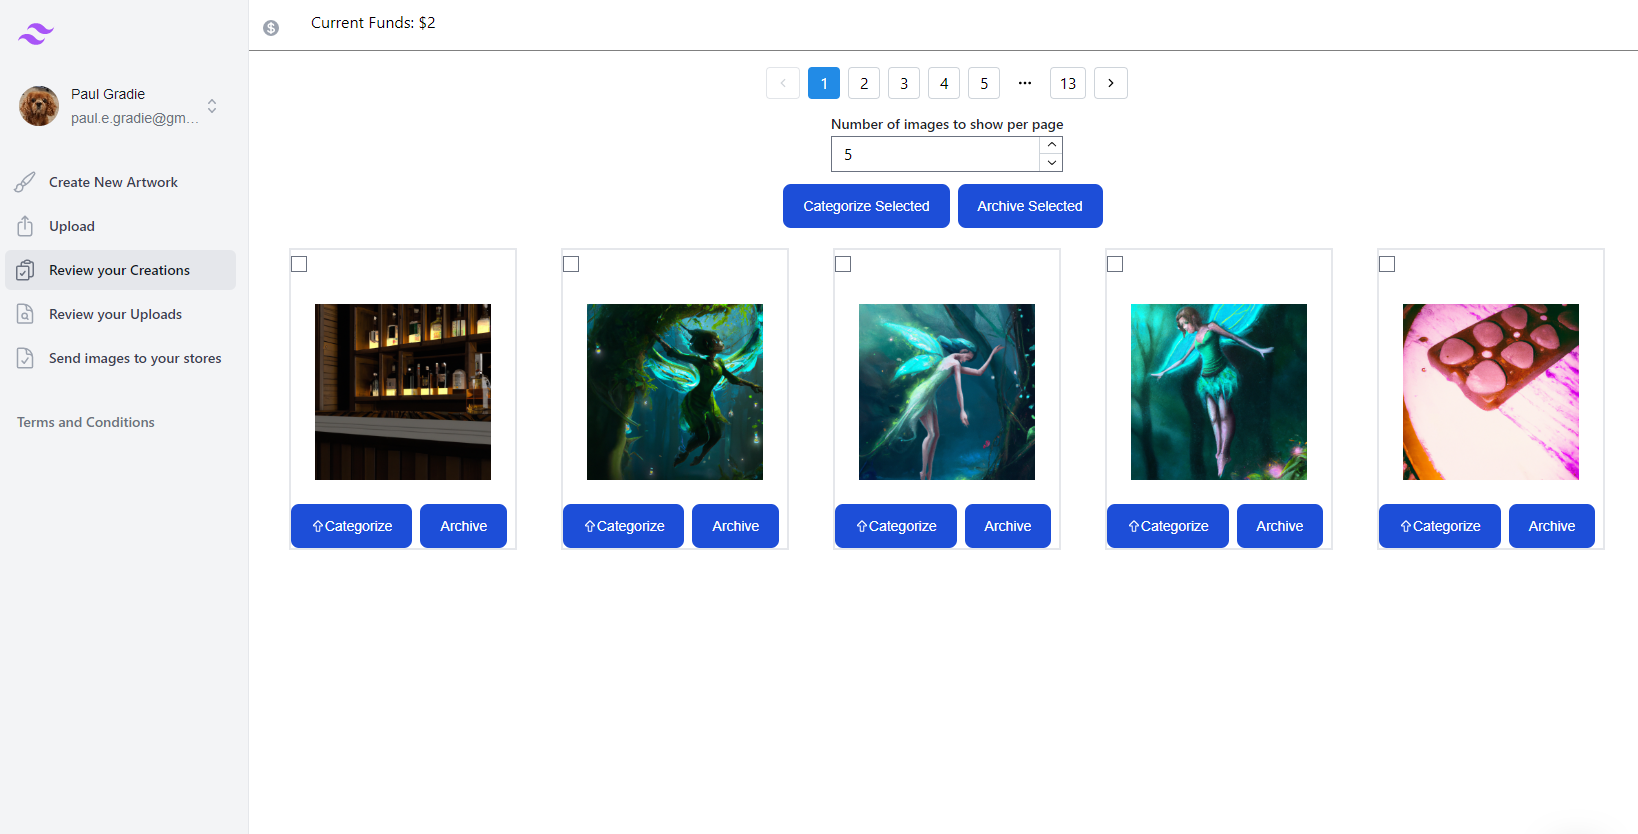 Current Funds: $2
Paul Gradie
paul.e.gradie@gm...
Create New Artwork
Upload
Review your Creations
Review your Uploads
Send images to your stores
Terms and Conditions
1 2 3 4 5 ... 13
Number of images to show per page
5
Categorize Selected Archive Selected
⇧Categorize Archive ⇧Categorize Archive ⇧Categorize Archive ⇧Categorize Archive ⇧Categorize Archive